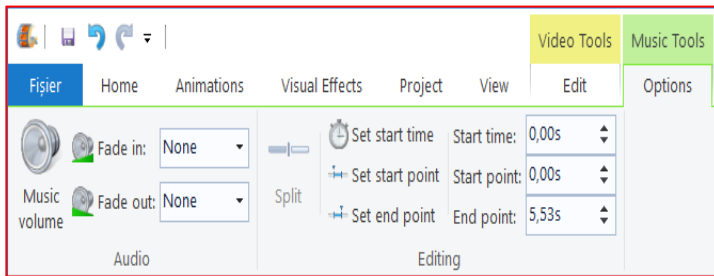 Video Tools Music Tools
Fișier Home Animations Visual Effects Project View Edit Options
Fade in: None Set start time Start time: 0,00s
Set start point Start point: 0,00s
Music volume Fade out: None Split Set end point End point: 5,53s
Audio Editing